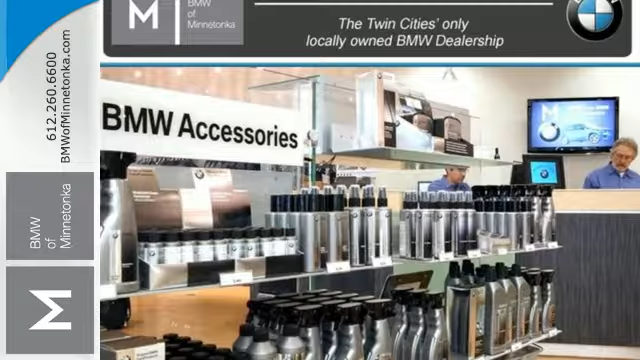 BMW
of
Minnetonka
The Twin Cities' only
locally owned BMW Dealership
612.260.6600
BMWofMinnetonka.com
BMW
of
Minnetonka
M
M
BMW Accessories
BMW
M